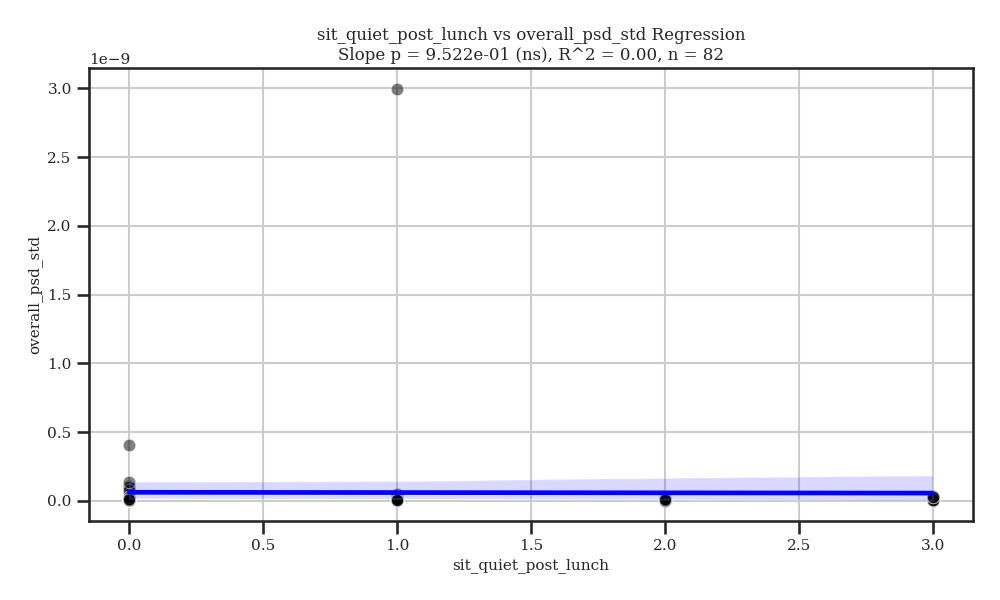 sit_quiet_post_lunch vs overall_psd_std Regression
Slope p = 9.522e-01 (ns), R^2 = 0.00, n = 82
1e−9
3.0
2.5
2.0
1.5
1.0
0.5
0.0
overall_psd_std
0.0 0.5 1.0 1.5 2.0 2.5 3.0
sit_quiet_post_lunch